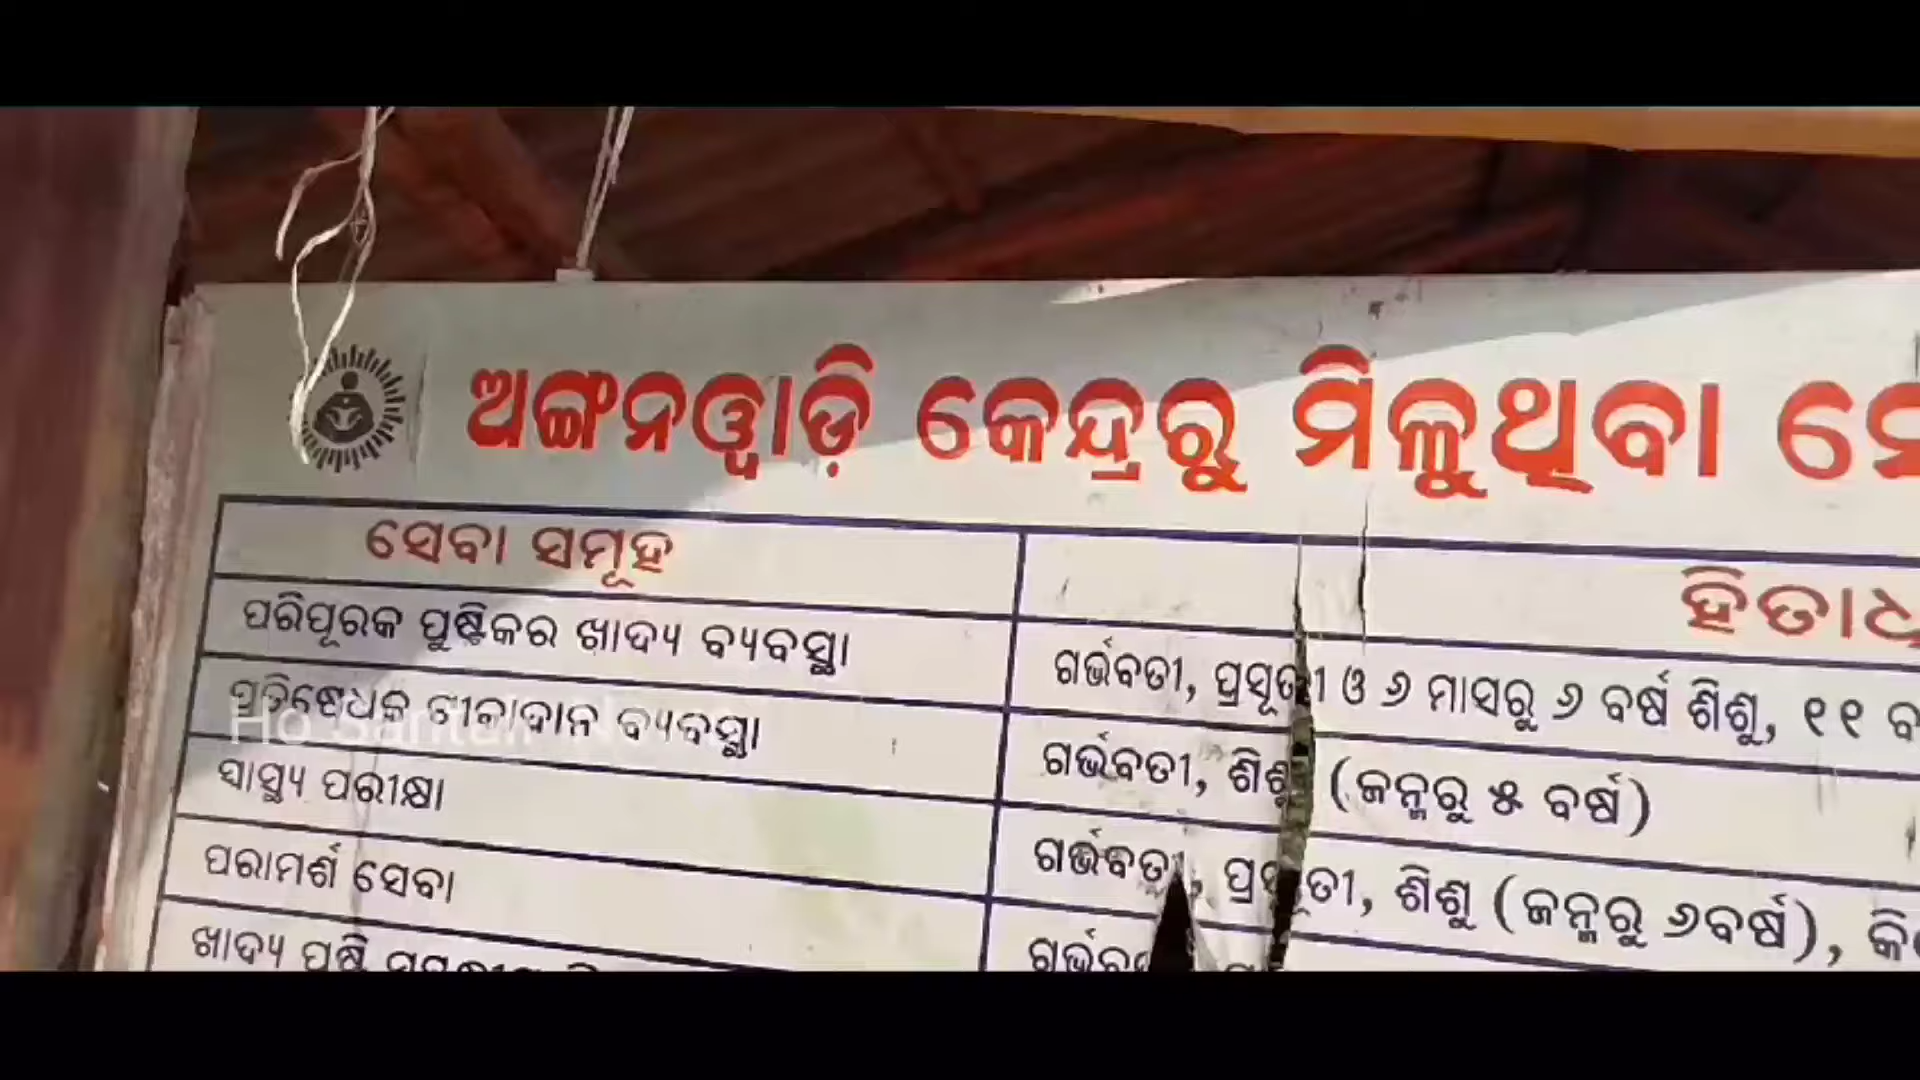 ଅଙ୍ଗନୱାଡ଼ି କେନ୍ଦ୍ରରୁ ମିଳୁଥିବା
ସେବା ସମୂହ
ପରିପୂରକ ପୁଷ୍ଟିକର ଖାଦ୍ୟ ବ୍ୟବସ୍ଥା
ଗର୍ଭବତୀ, ପ୍ରସୂତୀ ଓ ୬ ମାସରୁ ୬ ବର୍ଷ ଶିଶୁ, ୧୧
ପ୍ରତିଷେଧକ ଟୀକାଦାନ ବ୍ୟବସ୍ଥା
ଗର୍ଭବତୀ, ଶିଶୁ (ଜନ୍ମରୁ ୫ ବର୍ଷ)
ସାସ୍ଥ୍ୟ ପରୀକ୍ଷା
ଗର୍ଭବତୀ, ପ୍ରସୂତୀ, ଶିଶୁ (ଜନ୍ମରୁ ୬ବର୍ଷ),
ପରାମର୍ଶ ସେବା
ଖାଦ୍ୟ ପୁଷ୍ଟି